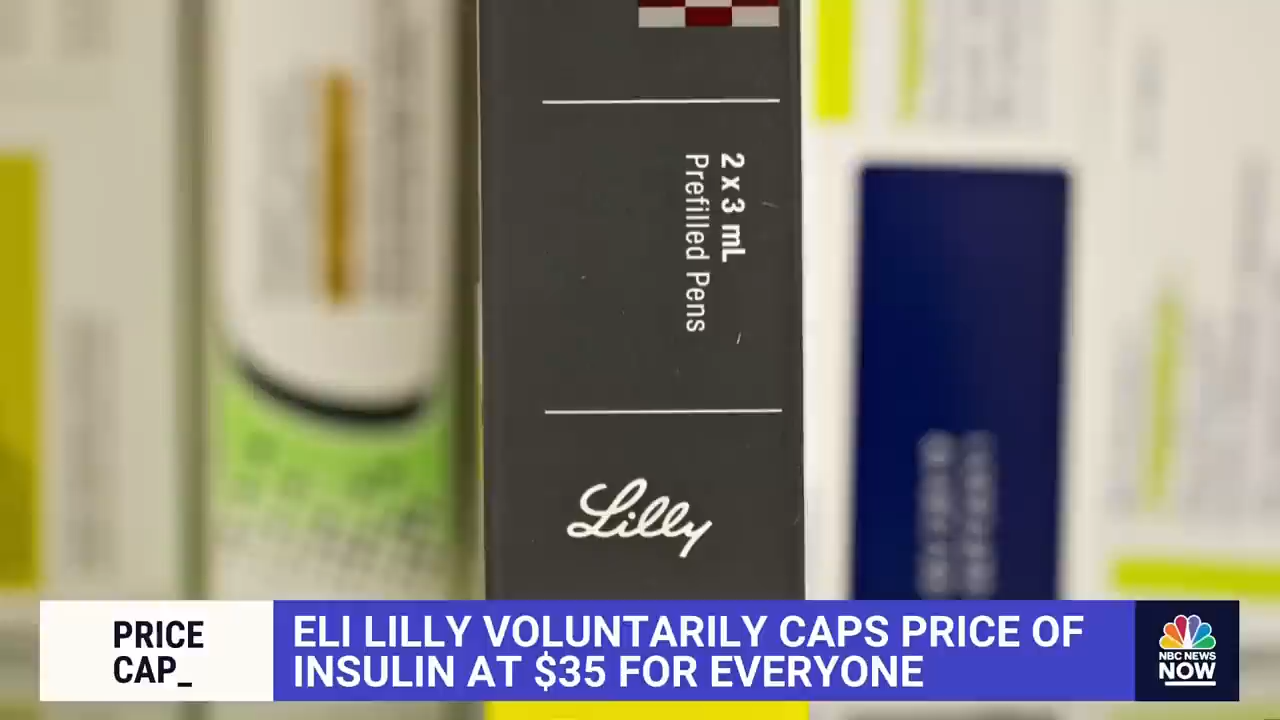 2 x 3 mL
Prefilled Pens
Lilly
PRICE
CAP_
ELI LILLY VOLUNTARILY CAPS PRICE OF
INSULIN AT $35 FOR EVERYONE
NBC NEWS
NOW